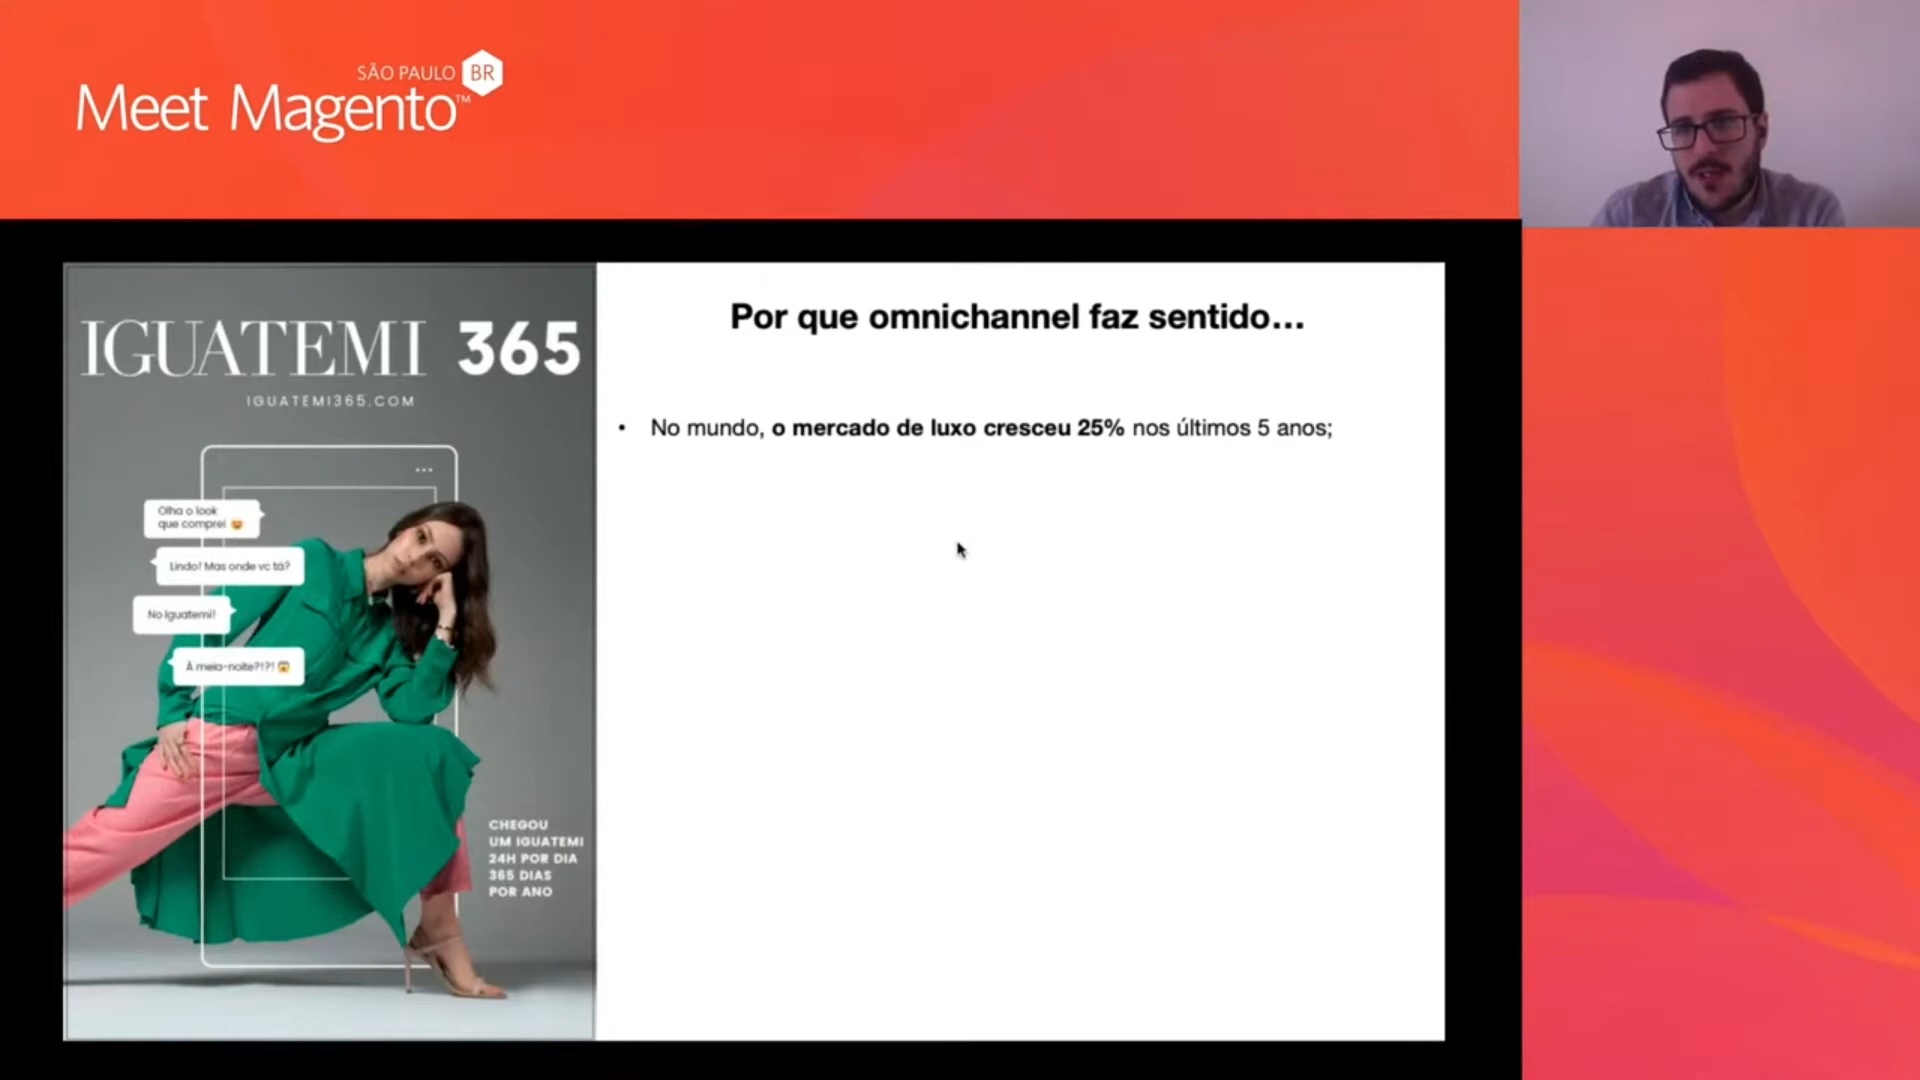 SÃO PAULO BR
Meet Magento™
IGUATEMI 365
IGUATEMI365.COM
Olha o look
que comprei 😍
Lindo! Mas onde vc tá?
No Iguatemi!
À meia-noite?!?! 😱
CHEGOU
UM IGUATEMI
24H POR DIA
365 DIAS
POR ANO
Por que omnichannel faz sentido...
• No mundo, o mercado de luxo cresceu 25% nos últimos 5 anos;